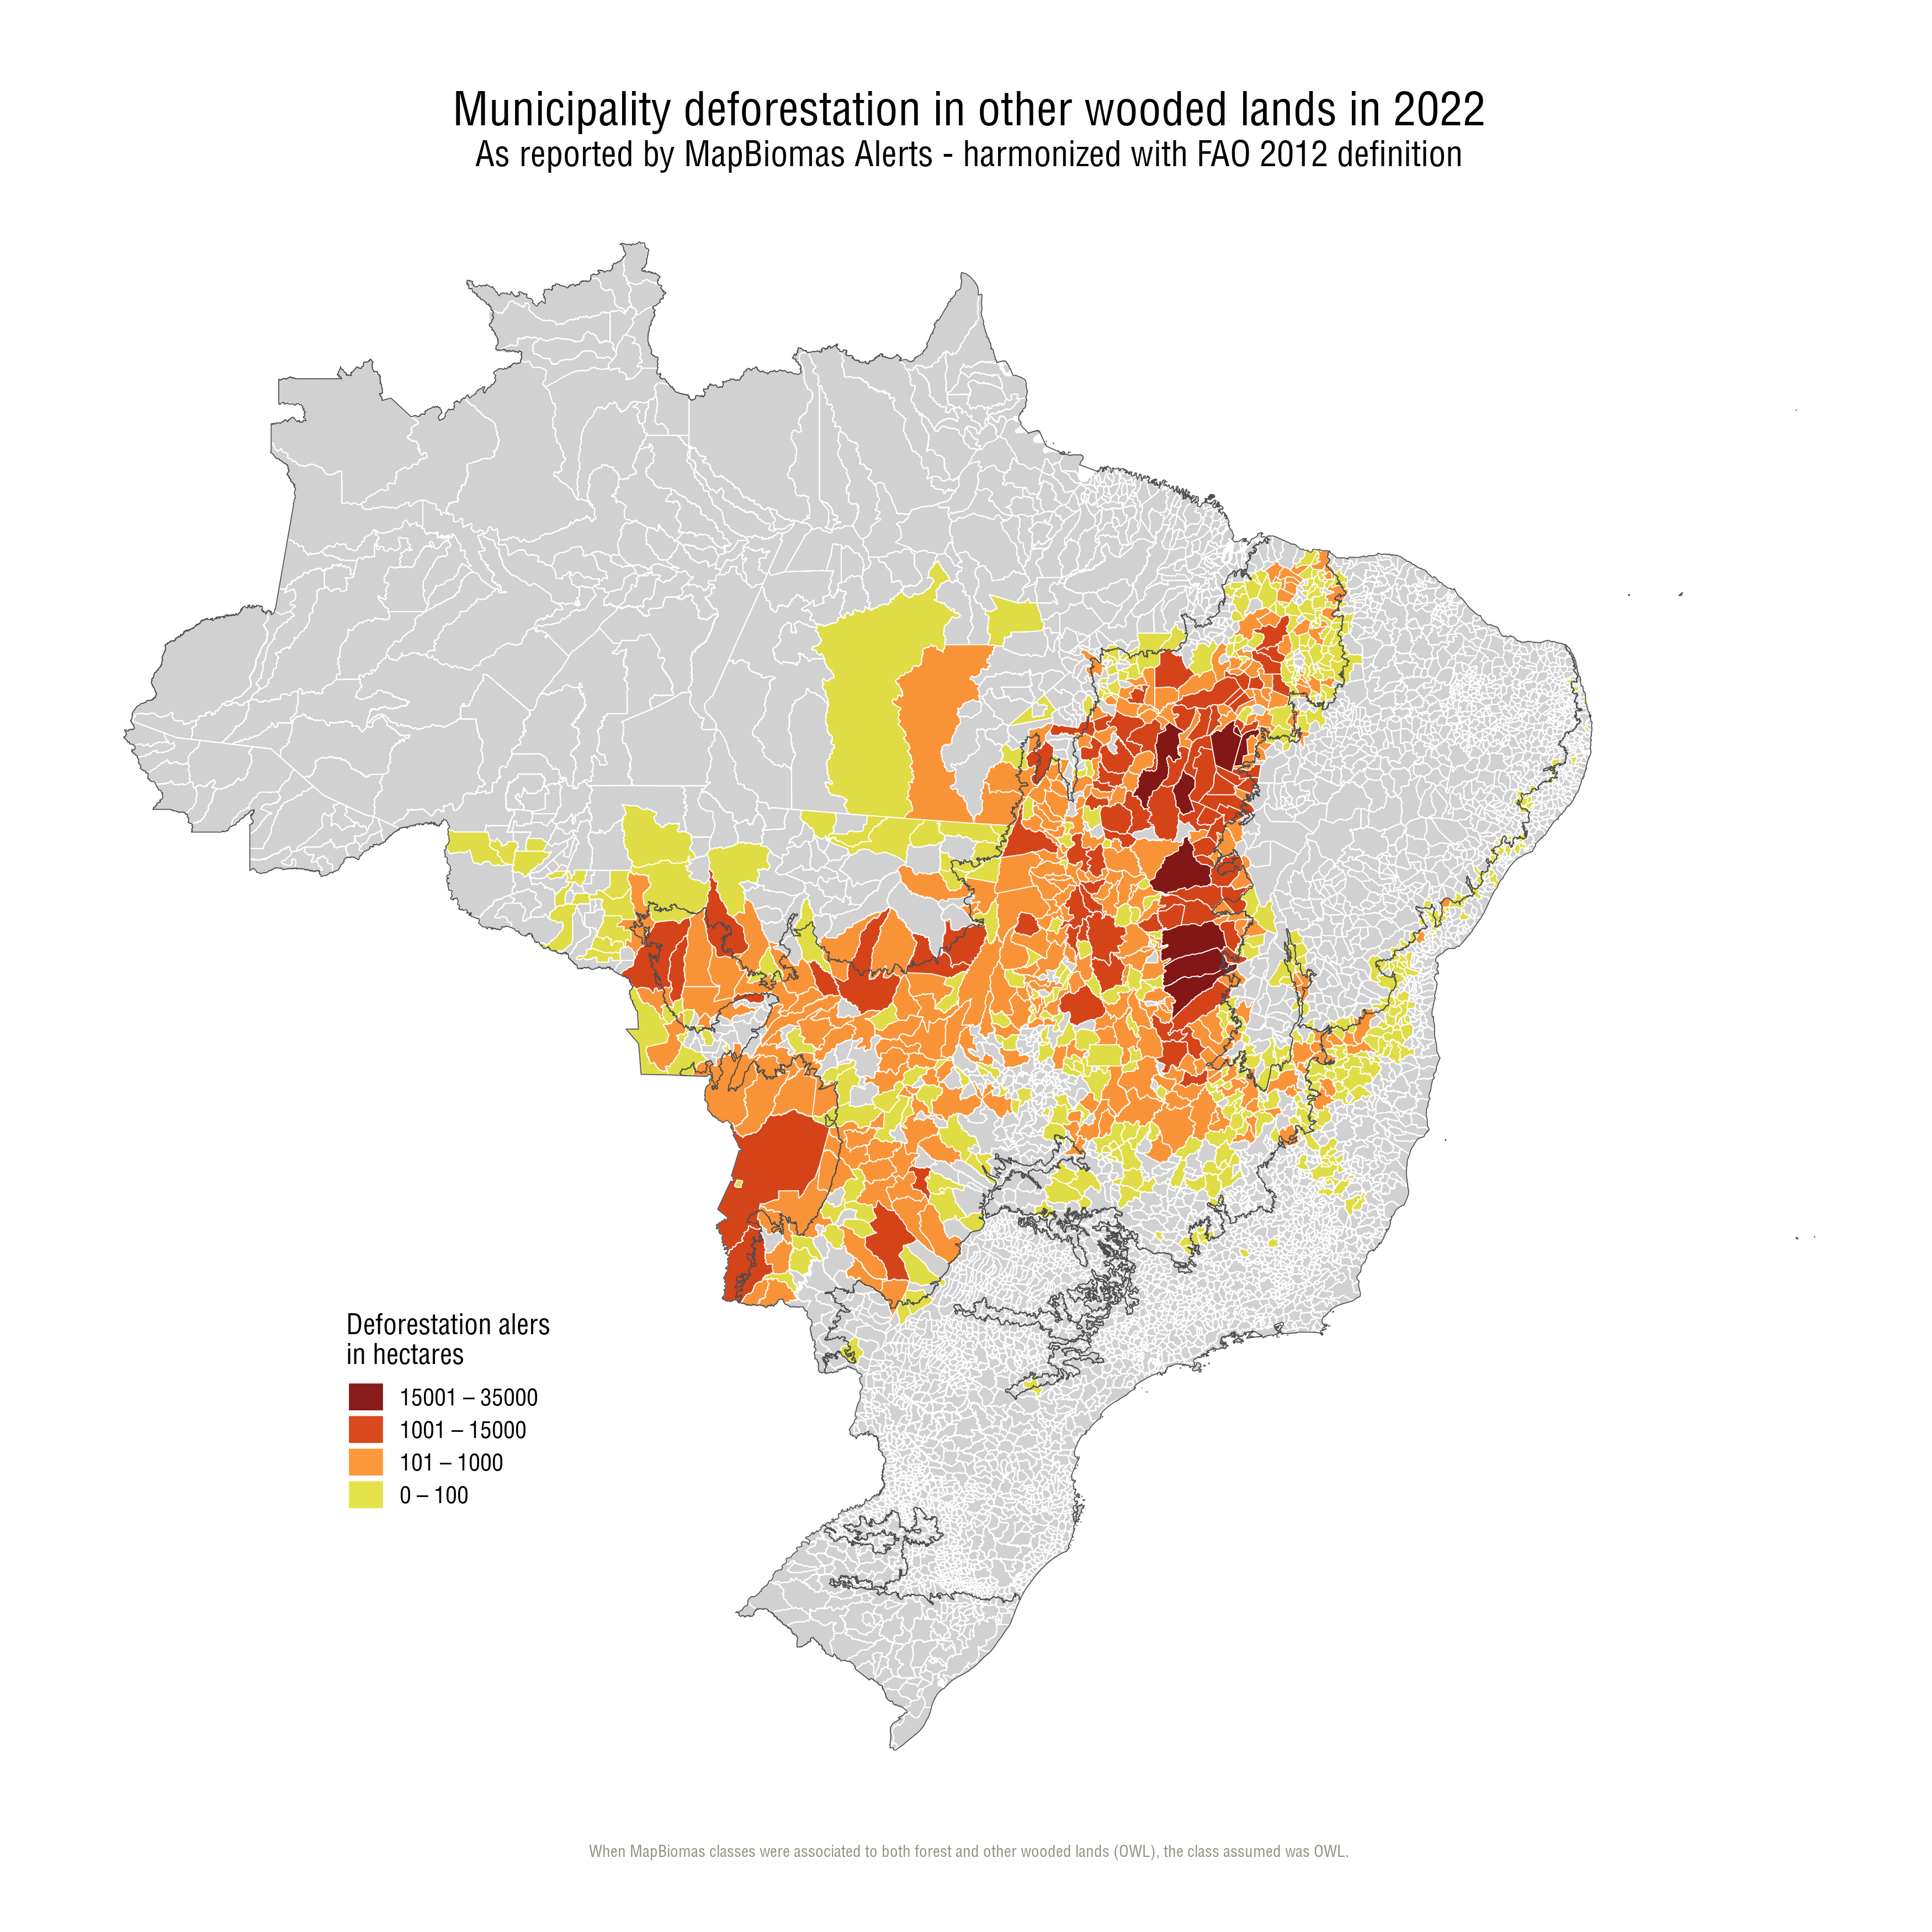 Municipality deforestation in other wooded lands in 2022
As reported by MapBiomas Alerts - harmonized with FAO 2012 definition
Deforestation alers
in hectares
15001 – 35000
1001 – 15000
101 – 1000
0 – 100
When MapBiomas classes were associated to both forest and other wooded lands (OWL), the class assumed was OWL.